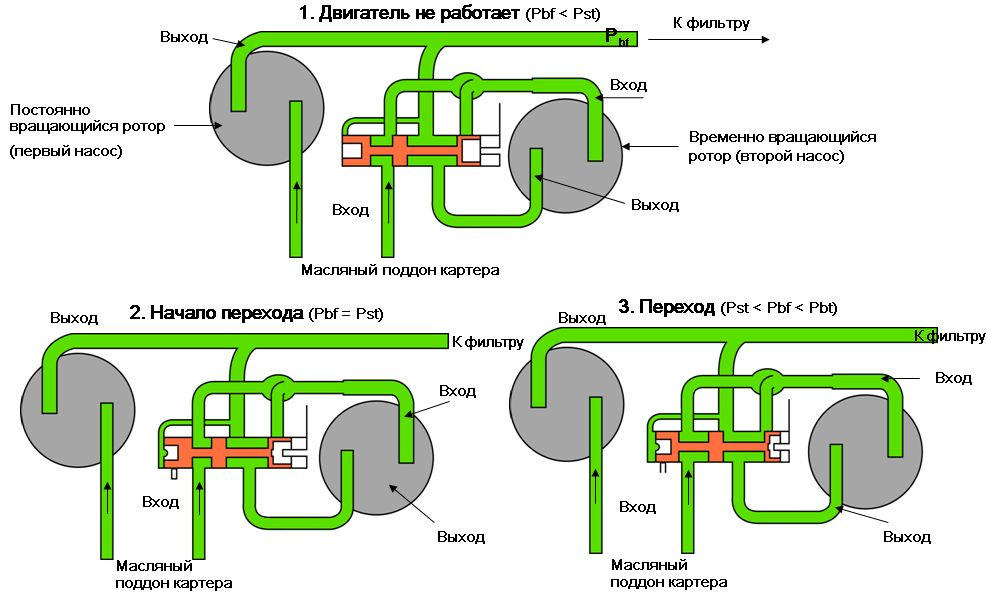 1. Двигатель не работает (Pbf < Pst)
К фильтру
Выход
P bf
Вход
Постоянно
вращающийся ротор
(первый насос)
Временно вращающийся
ротор (второй насос)
Вход
Выход
Масляный поддон картера
2. Начало перехода (Pbf = Pst)
Выход
К фильтру
Вход
Вход
Выход
Масляный
поддон картера
3. Переход (Pst < Pbf < Pbt)
Выход
К фильтру
Вход
Вход
Выход
Масляный
поддон картера